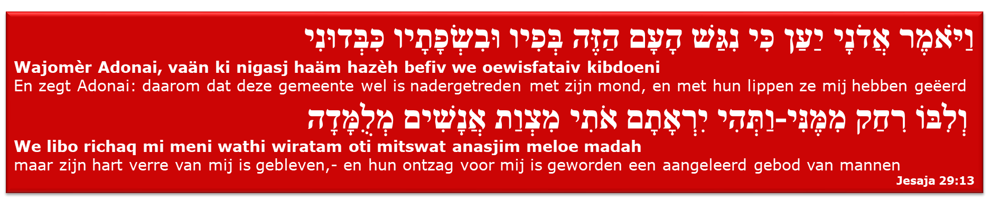 וַיֹּאמֶר אֲדֹנָי יַעַן כִּי נִגַּשׁ הָעָם הַזֶּה בְּפִיו וּבִשְׂפָתָיו כִּבְּדוּנִי
Wajomèr Adonai, vaän ki nigasj haäm hazèh befiv we oewisfataiv kibdoeni
En zegt Adonai: daarom dat deze gemeente wel is nadergetreden met zijn mond, en met hun lippen ze mij hebben geëerd
וְלִבּוֹ רִחַק מִמֶּנִּי-וַתְּהִי יִרְאָתָם אֹתִי מִצְוַת אֲנָשִׁים מְלֻמָּדָה
We libo richaq mi meni wathi wiratam oti mitswat anasjim meloe madah
maar zijn hart verre van mij is gebleven,- en hun ontzag voor mij is geworden een aangeleerd gebod van mannen
Jesaja 29:13